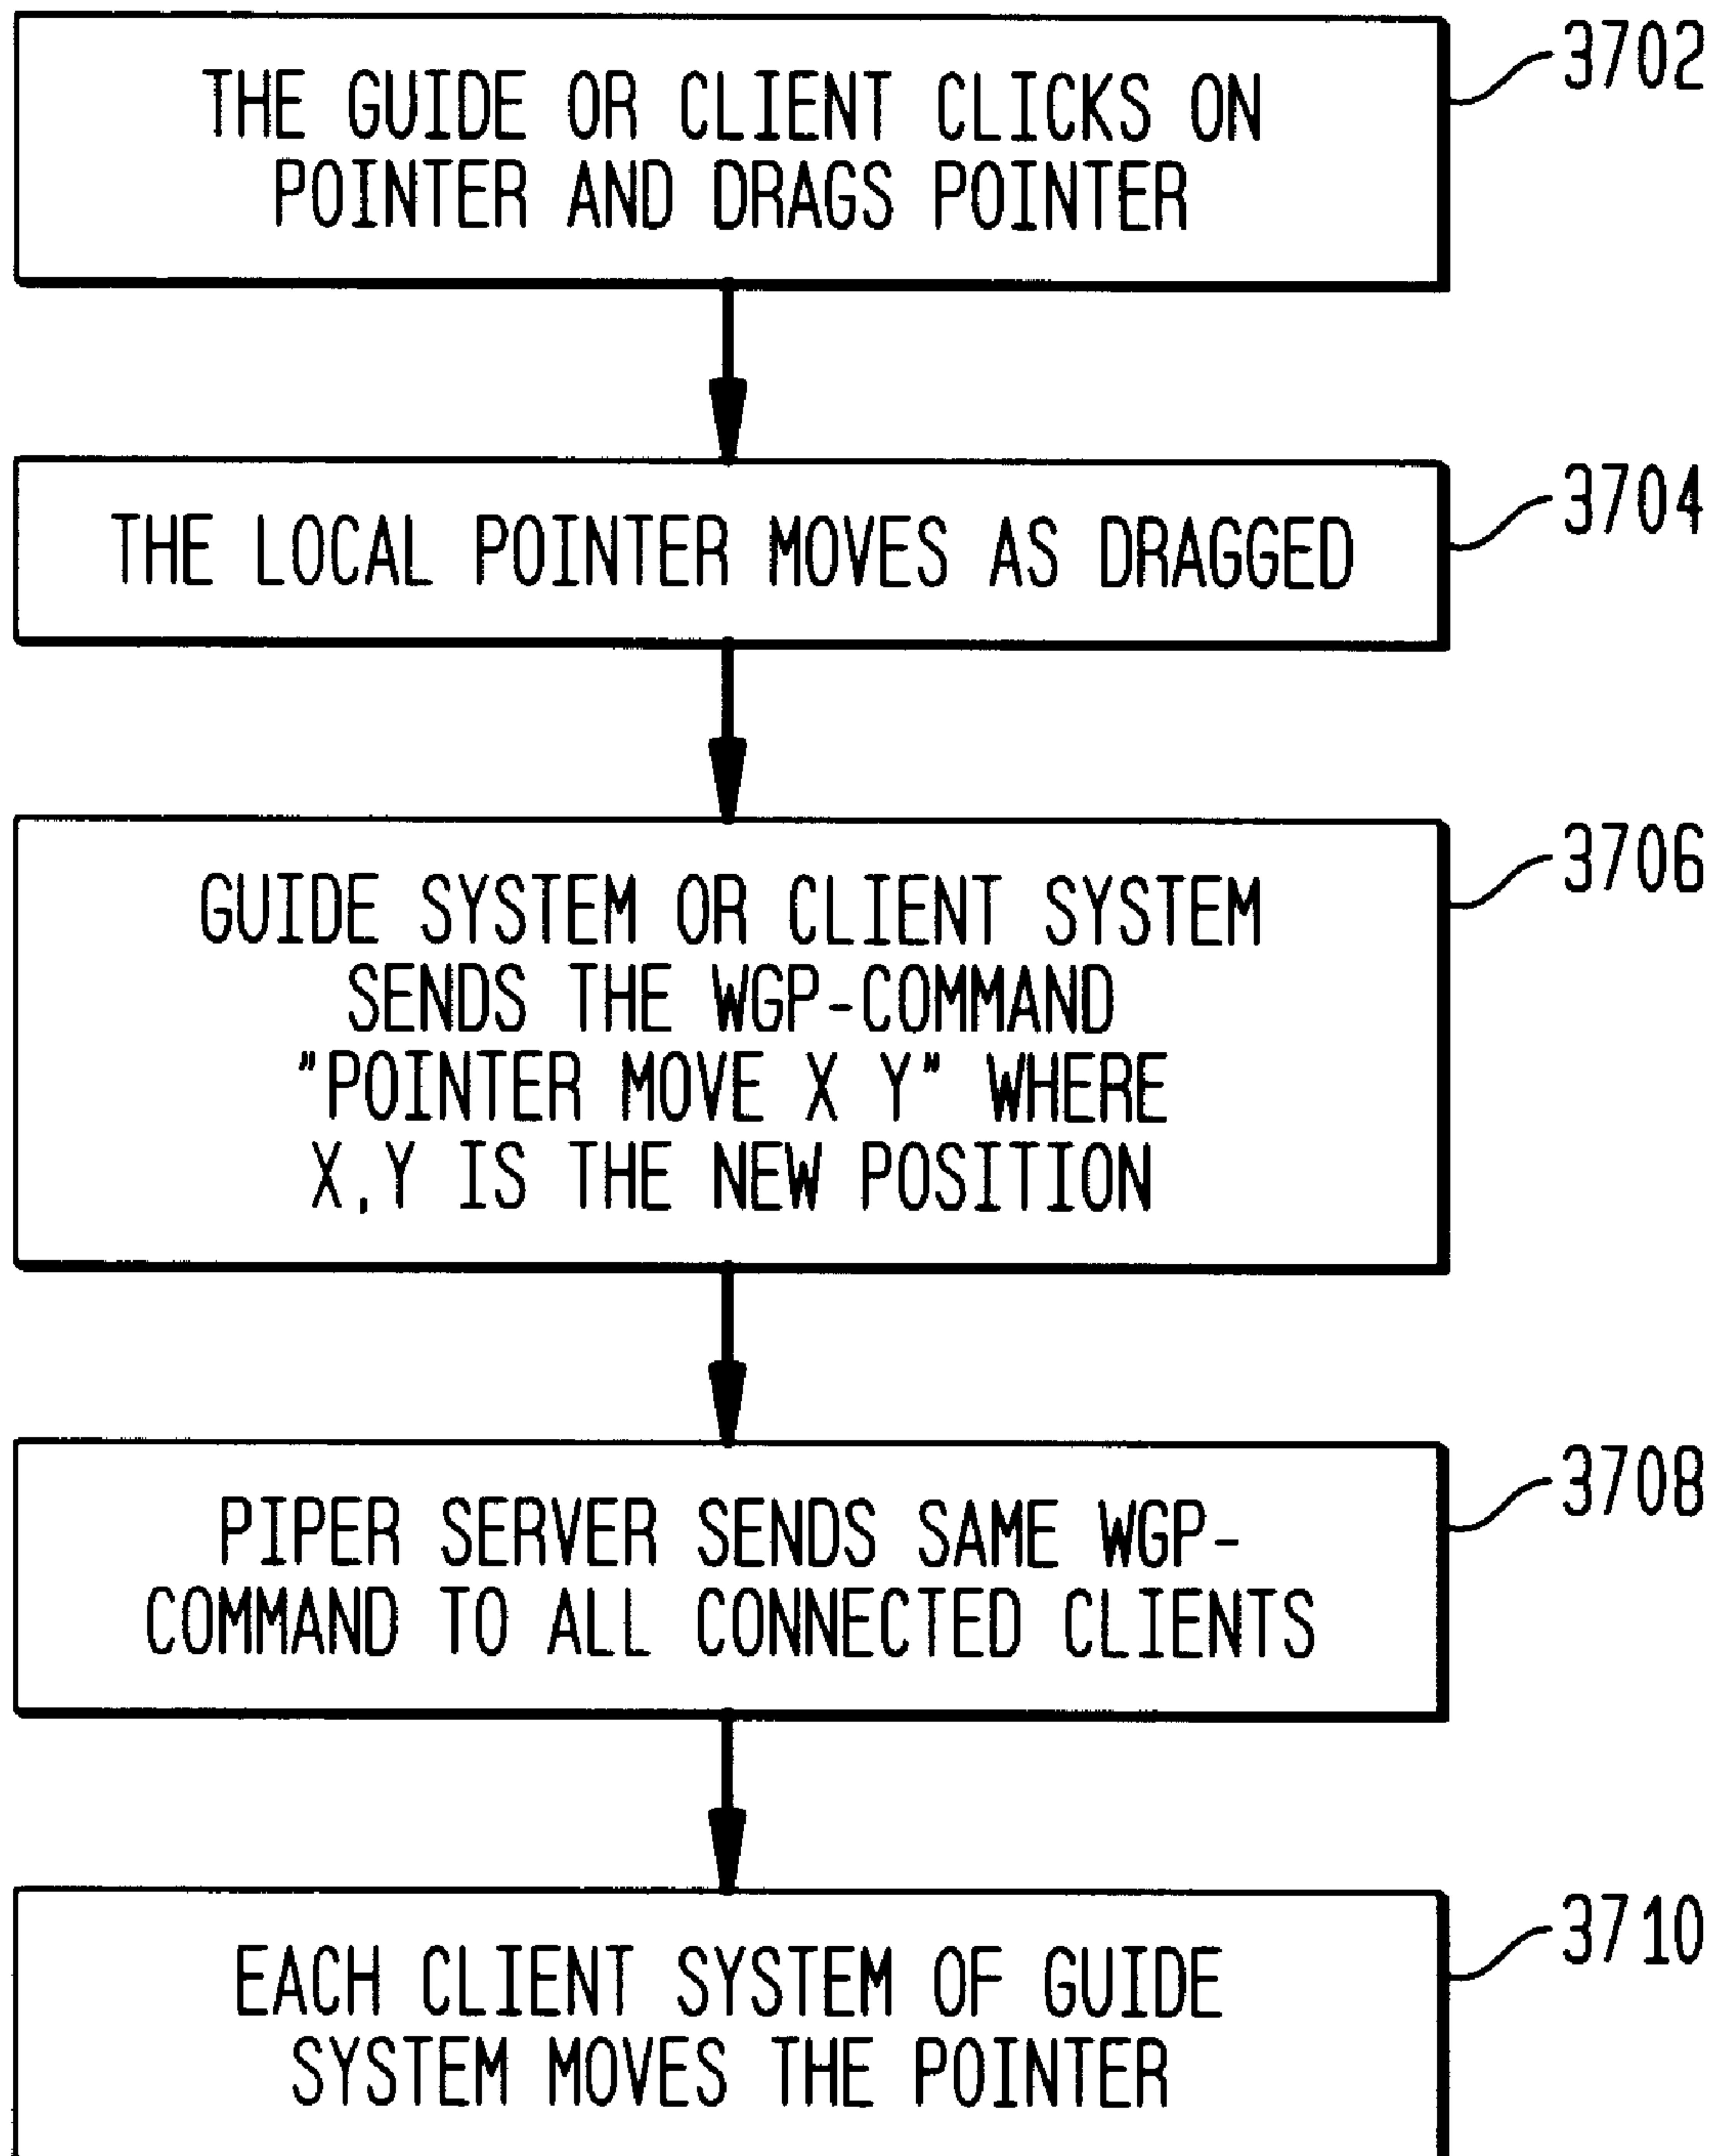 THE GUIDE OR CLIENT CLICKS ON
POINTER AND DRAGS POINTER
3702
THE LOCAL POINTER MOVES AS DRAGGED
3704
GUIDE SYSTEM OR CLIENT SYSTEM
SENDS THE WGP-COMMAND
"POINTER MOVE X Y" WHERE
X,Y IS THE NEW POSITION
3706
PIPER SERVER SENDS SAME WGP-
COMMAND TO ALL CONNECTED CLIENTS
3708
EACH CLIENT SYSTEM OF GUIDE
SYSTEM MOVES THE POINTER
3710